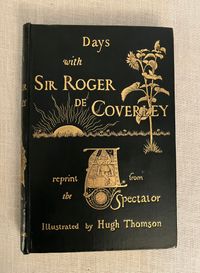 Days
with
SIR ROGER
DE
COVERLEY
reprint from
the Spectator
Illustrated by Hugh Thomson